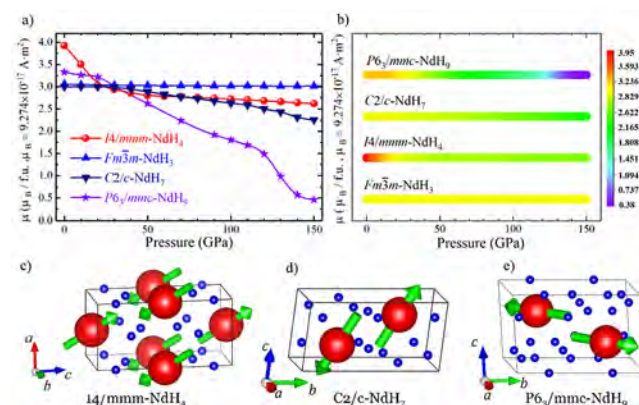 a)
b)
μ (μB / f.u. , μB = 9.274×10⁻¹⁷ A·m²)
4.0
3.5
3.0
2.5
2.0
1.5
1.0
0.5
I4/mmm-NdH₄
Fm3̄m-NdH₃
C2/c-NdH₇
P6₃/mmc-NdH₉
0 50 100 150
Pressure (GPa)
μ ( μB / f.u. , μB = 9.274×10⁻¹⁷ A·m²)
P6₃/mmc-NdH₉
C2/c-NdH₇
I4/mmm-NdH₄
Fm3̄m-NdH₃
0 50 100 150
Pressure (GPa)
3.95
3.593
3.236
2.879
2.522
2.165
1.808
1.451
1.094
0.7370
0.38
c)
d)
e)
a
b
c
I4/mmm-NdH₄
c
a
b
C2/c-NdH₇
c
a
b
P6₃/mmc-NdH₉